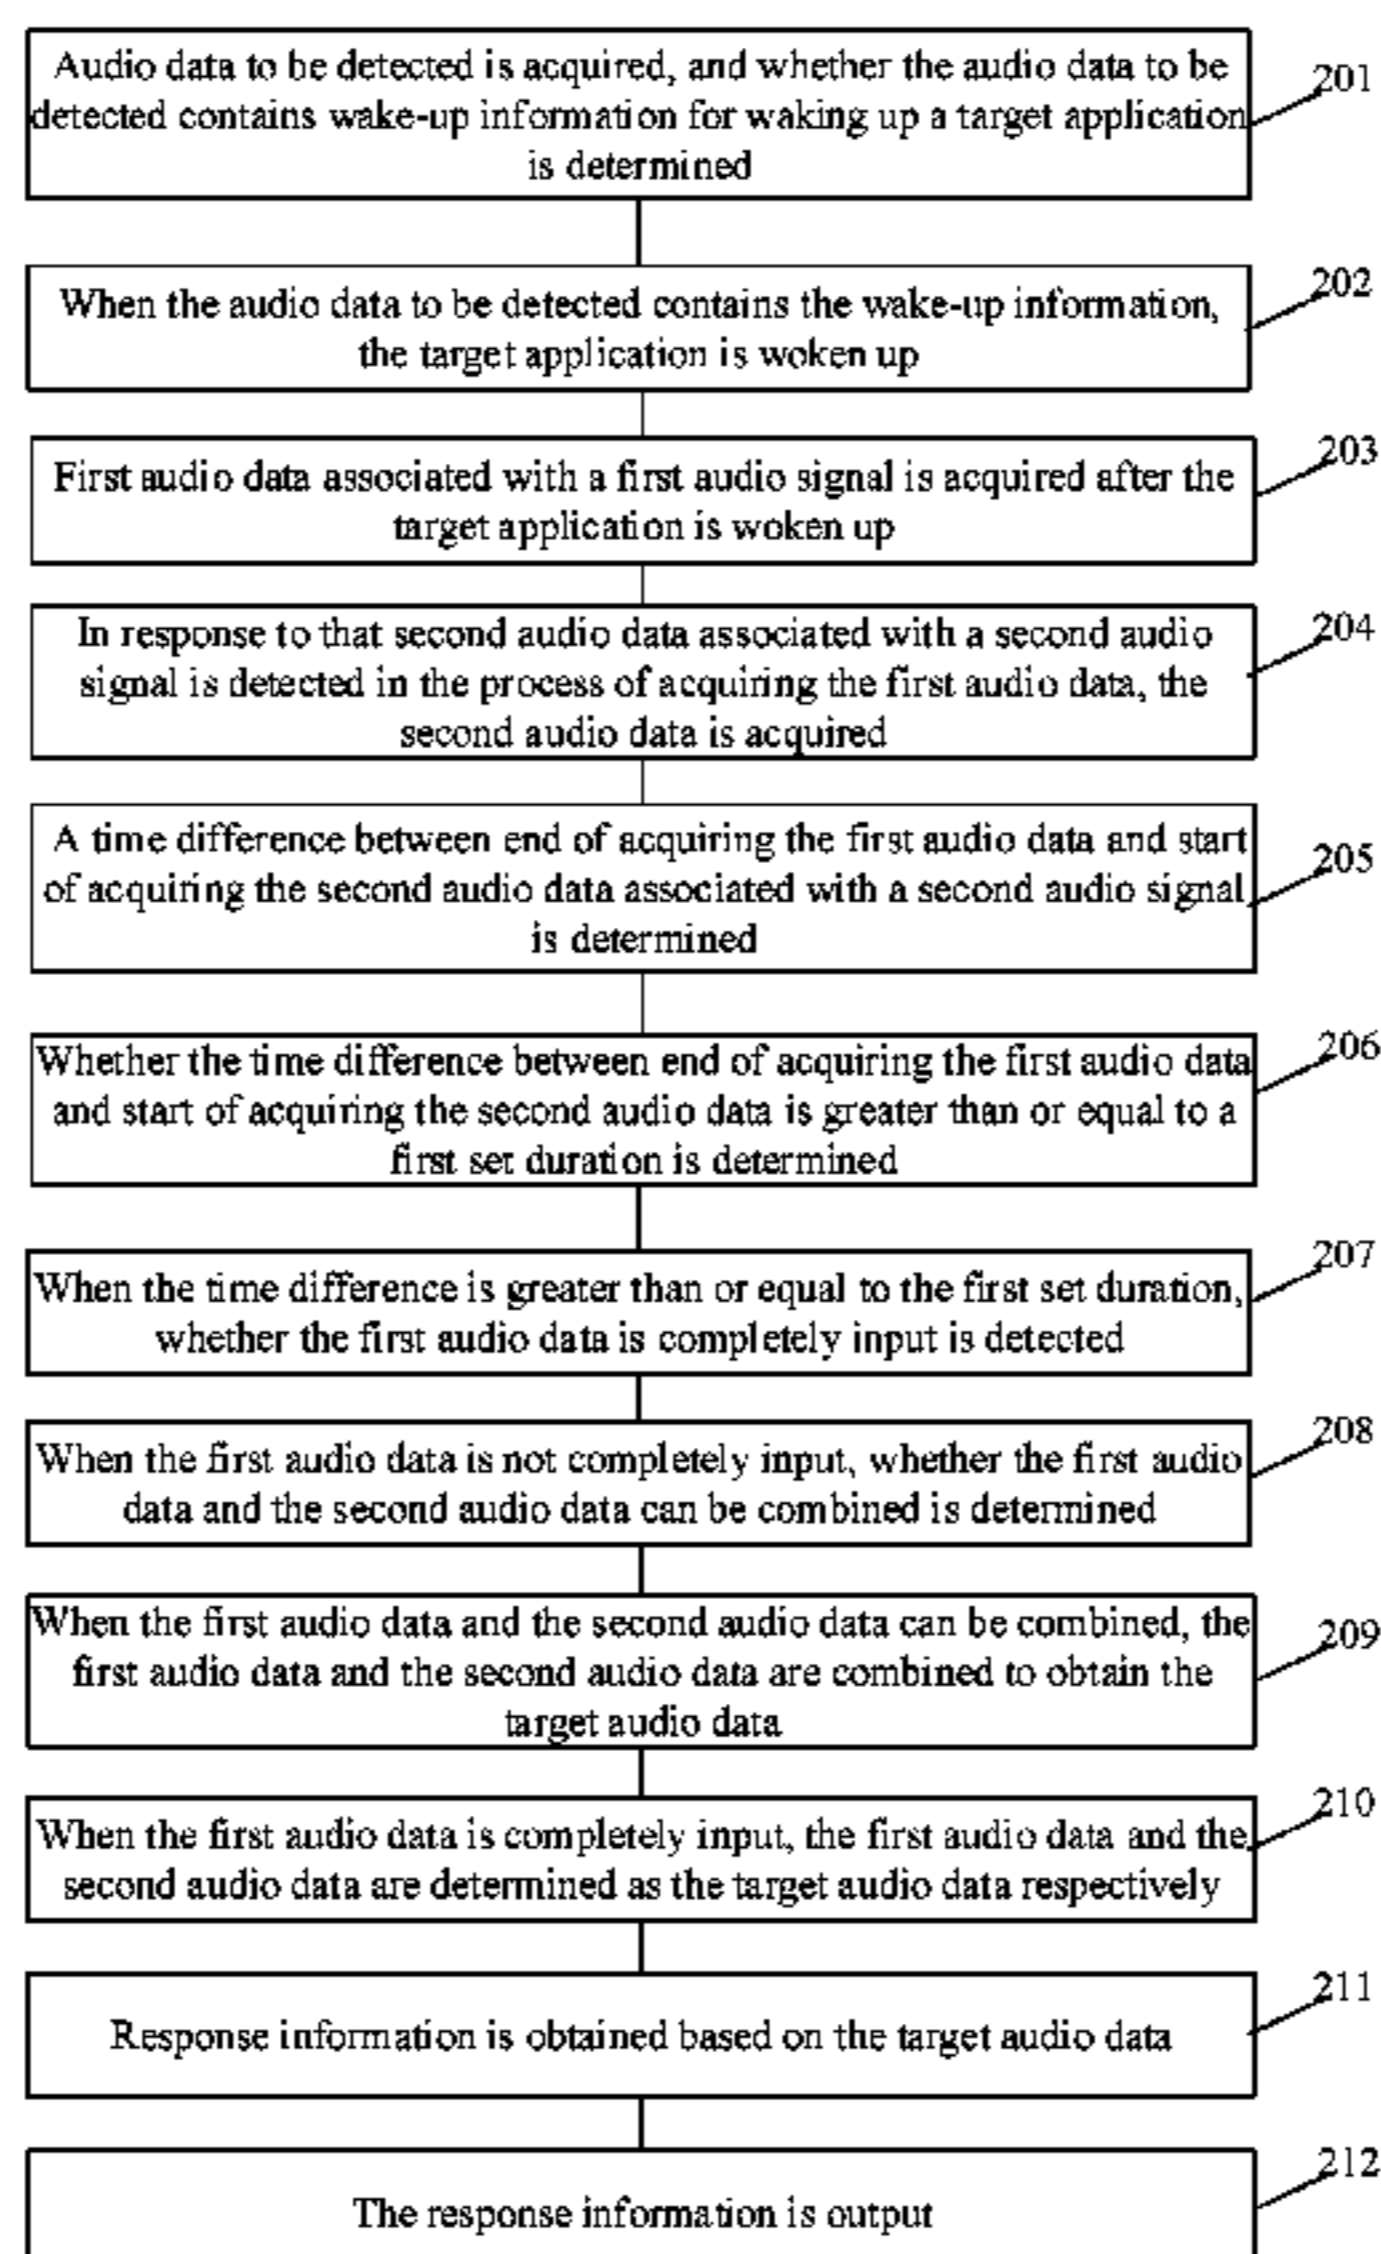 Audio data to be detected is acquired, and whether the audio data to be
detected contains wake-up information for waking up a target application
is determined
201
When the audio data to be detected contains the wake-up information,
the target application is woken up
202
First audio data associated with a first audio signal is acquired after the
target application is woken up
203
In response to that second audio data associated with a second audio
signal is detected in the process of acquiring the first audio data, the
second audio data is acquired
204
A time difference between end of acquiring the first audio data and start
of acquiring the second audio data associated with a second audio signal
is determined
205
Whether the time difference between end of acquiring the first audio data
and start of acquiring the second audio data is greater than or equal to a
first set duration is determined
206
When the time difference is greater than or equal to the first set duration,
whether the first audio data is completely input is detected
207
When the first audio data is not completely input, whether the first audio
data and the second audio data can be combined is determined
208
When the first audio data and the second audio data can be combined, the
first audio data and the second audio data are combined to obtain the
target audio data
209
When the first audio data is completely input, the first audio data and the
second audio data are determined as the target audio data respectively
210
Response information is obtained based on the target audio data
211
The response information is output
212